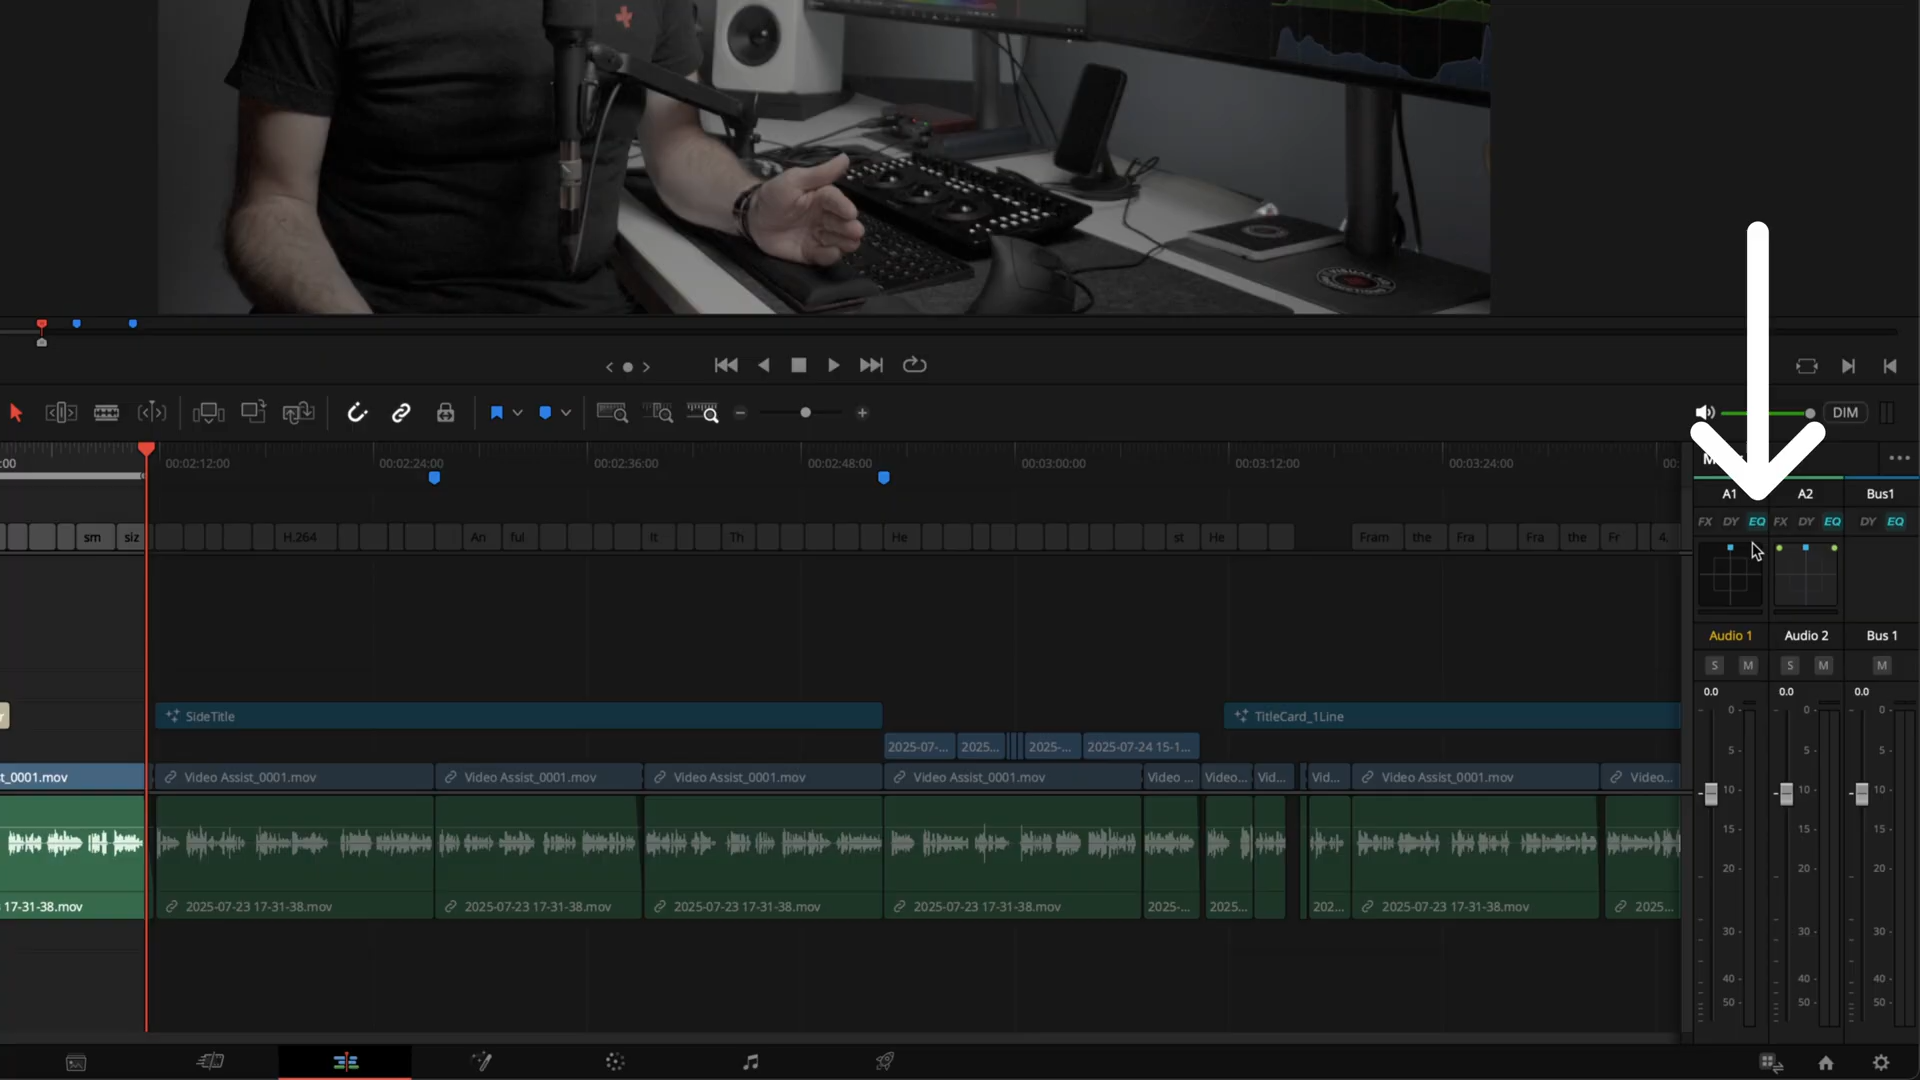 DIM
:00
00:02:12:00
00:02:24:00
00:02:36:00
00:02:48:00
00:03:00:00
00:03:12:00
00:03:24:00
00:
A1
A2
Bus1
FX DY EQ FX DY EQ DY EQ
sm
siz
H.264
An
ful
It
Th
He
st
He
Fram
the
Fra
Fra
the
Fr
4.
Audio 1
Audio 2
Bus 1
S M S M M
0.0
0.0
0.0
SideTitle
TitleCard_1Line
2025-07-...
2025...
2025-...
2025-07-24 15-1...
t_0001.mov
Video Assist_0001.mov
Video Assist_0001.mov
Video Assist_0001.mov
Video Assist_0001.mov
Video ...
Video...
Vid...
Vid...
Video Assist_0001.mov
Video...
17-31-38.mov
2025-07-23 17-31-38.mov
2025-07-23 17-31-38.mov
2025-07-23 17-31-38.mov
2025-07-23 17-31-38.mov
2025-...
2025...
202...
2025-07-23 17-31-38.mov
2025...
0 0 0
5 5 5
10 10 10
15 15 15
20 20 20
30 30 30
40 40 40
50 50 50